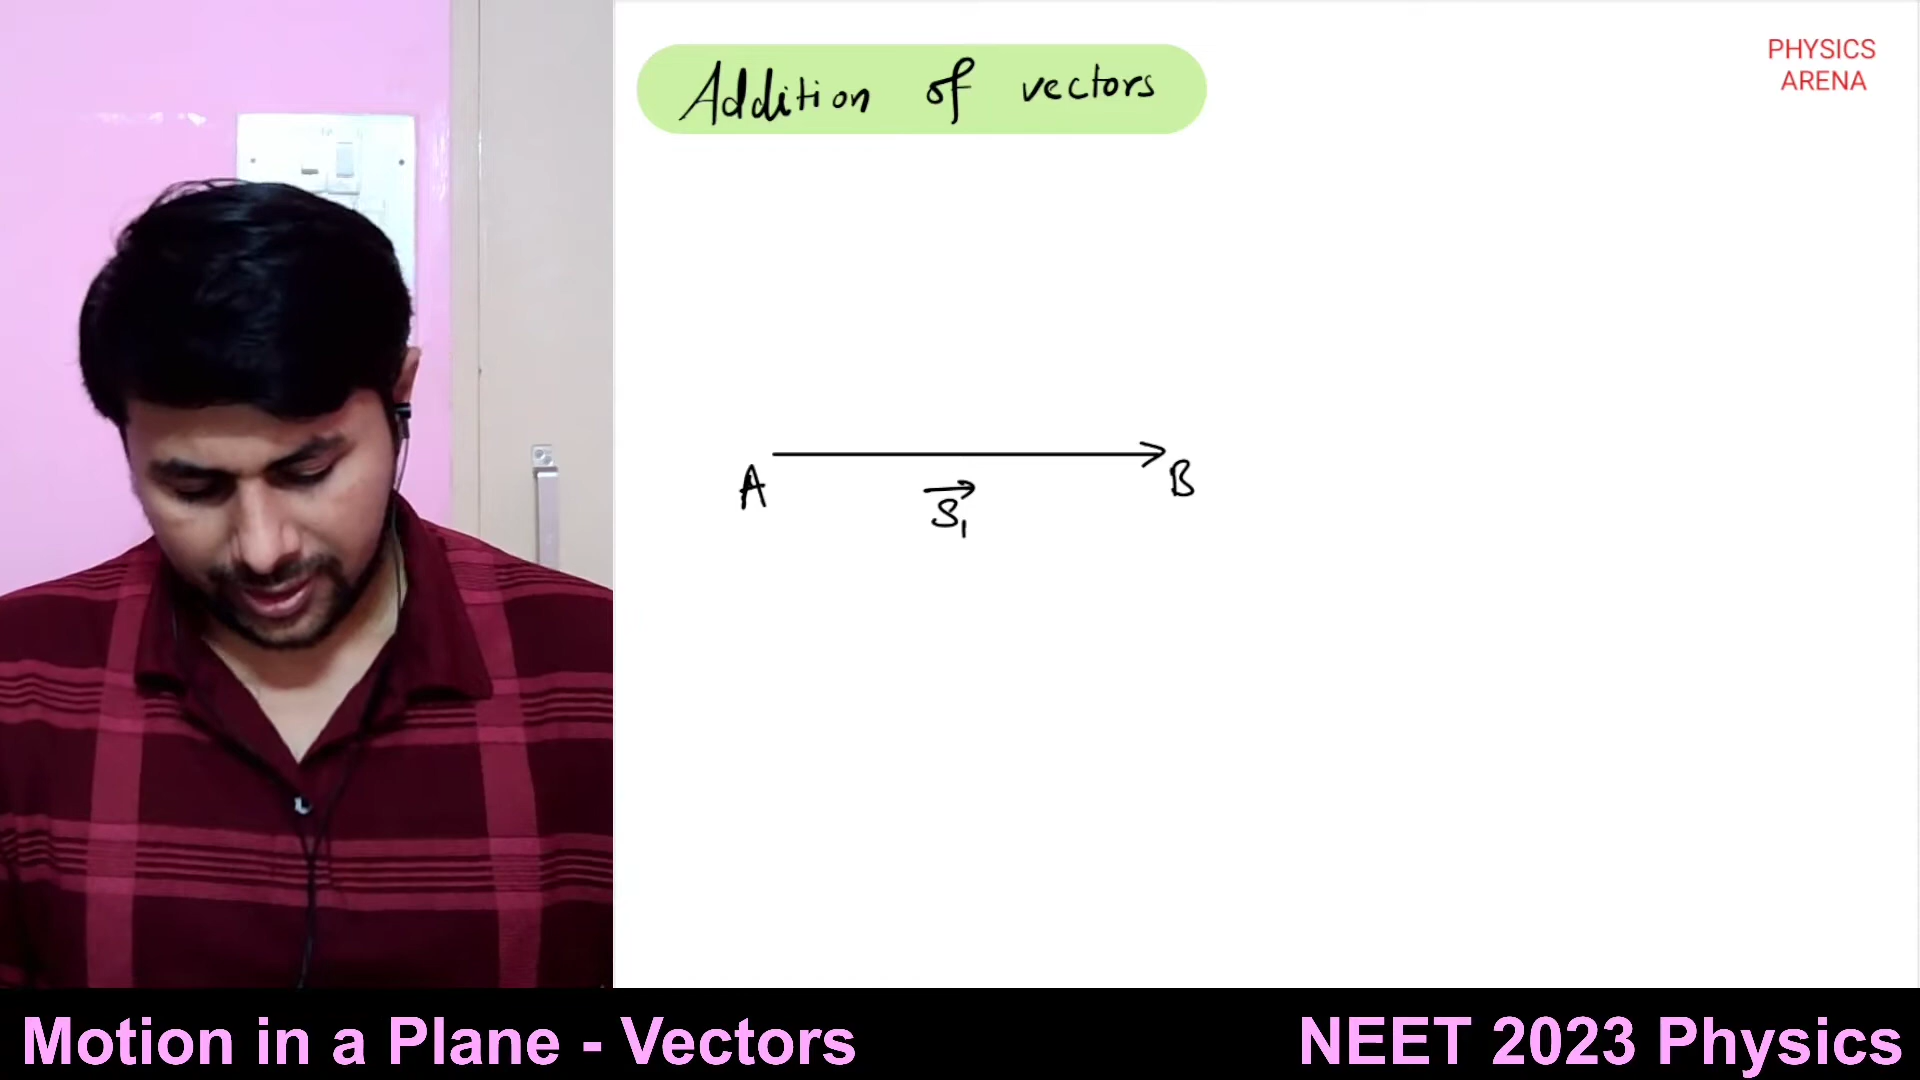 Addition of vectors
PHYSICS
ARENA
A
B
S₁
Motion in a Plane - Vectors
NEET 2023 Physics